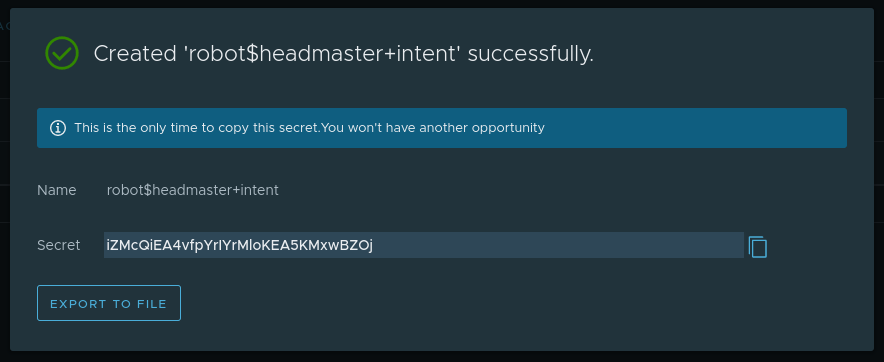 Created 'robot$headmaster+intent' successfully.
This is the only time to copy this secret.You won't have another opportunity
Name robot$headmaster+intent
Secret iZMcQiEA4vfpYrIYrMloKEA5KMxwBZOj
EXPORT TO FILE